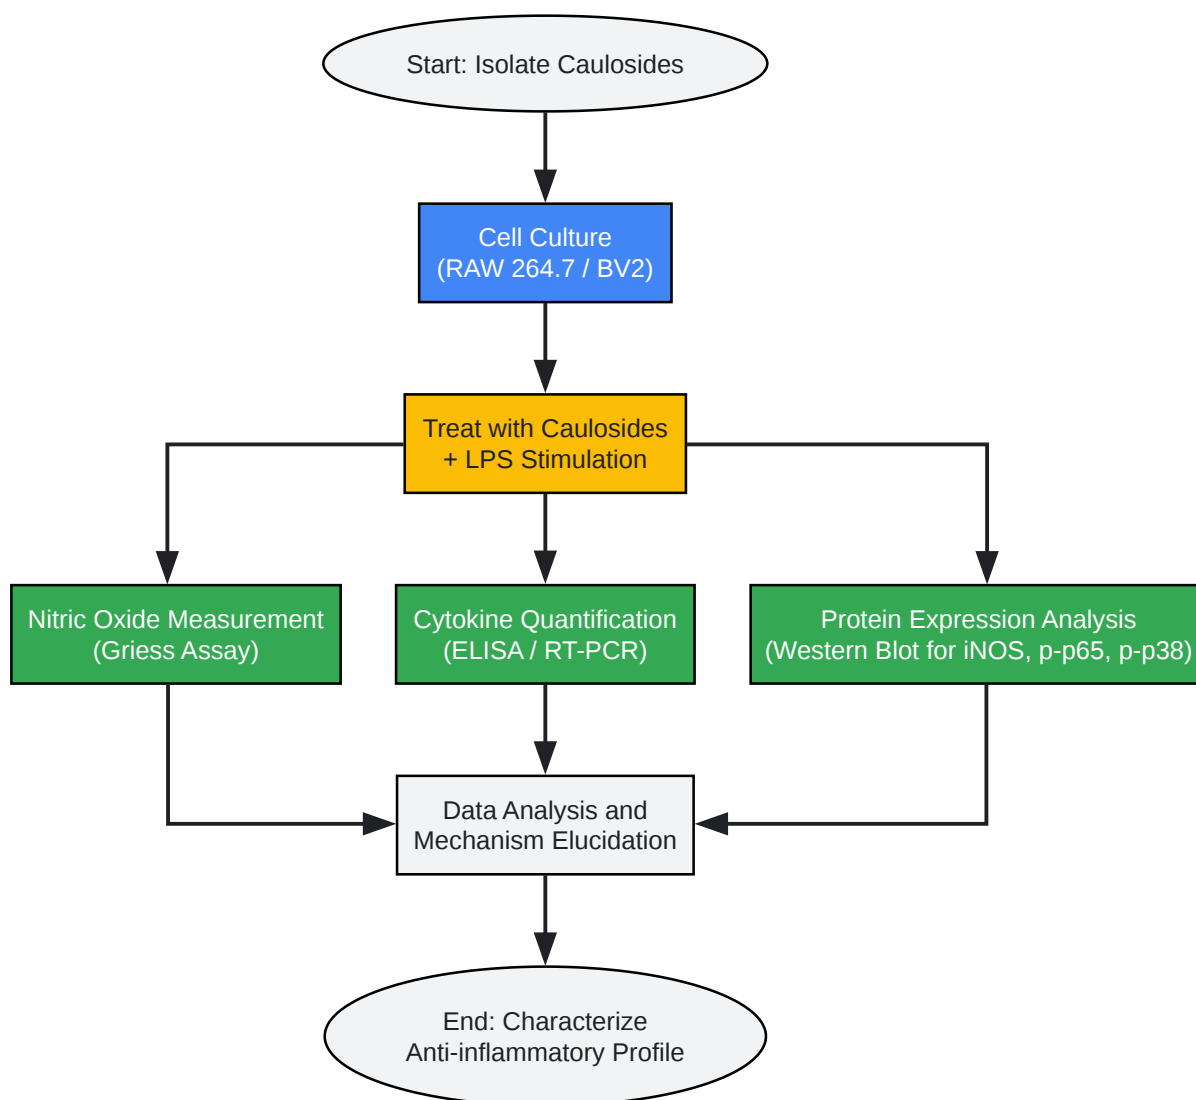 Start: Isolate Caulosides
Cell Culture
(RAW 264.7 / BV2)
Treat with Caulosides
+ LPS Stimulation
Nitric Oxide Measurement
(Griess Assay)
Cytokine Quantification
(ELISA / RT-PCR)
Protein Expression Analysis
(Western Blot for iNOS, p-p65, p-p38)
Data Analysis and
Mechanism Elucidation
End: Characterize
Anti-inflammatory Profile